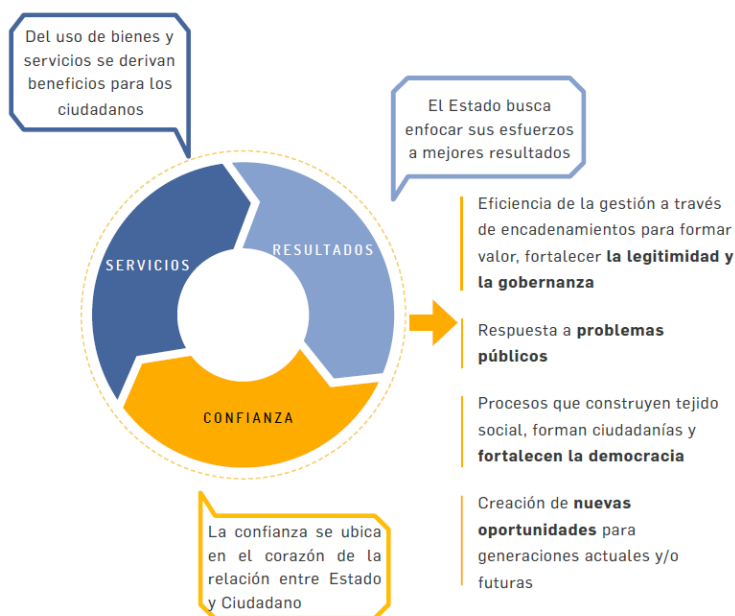 Del uso de bienes y
servicios se derivan
beneficios para los
ciudadanos
El Estado busca
enfocar sus esfuerzos
a mejores resultados
SERVICIOS
RESULTADOS
CONFIANZA
Eficiencia de la gestión a través
de encadenamientos para formar
valor, fortalecer la legitimidad y
la gobernanza
Respuesta a problemas
públicos
Procesos que construyen tejido
social, forman ciudadanías y
fortalecen la democracia
Creación de nuevas
oportunidades para
generaciones actuales y/o
futuras
La confianza se ubica
en el corazón de la
relación entre Estado
y Ciudadano